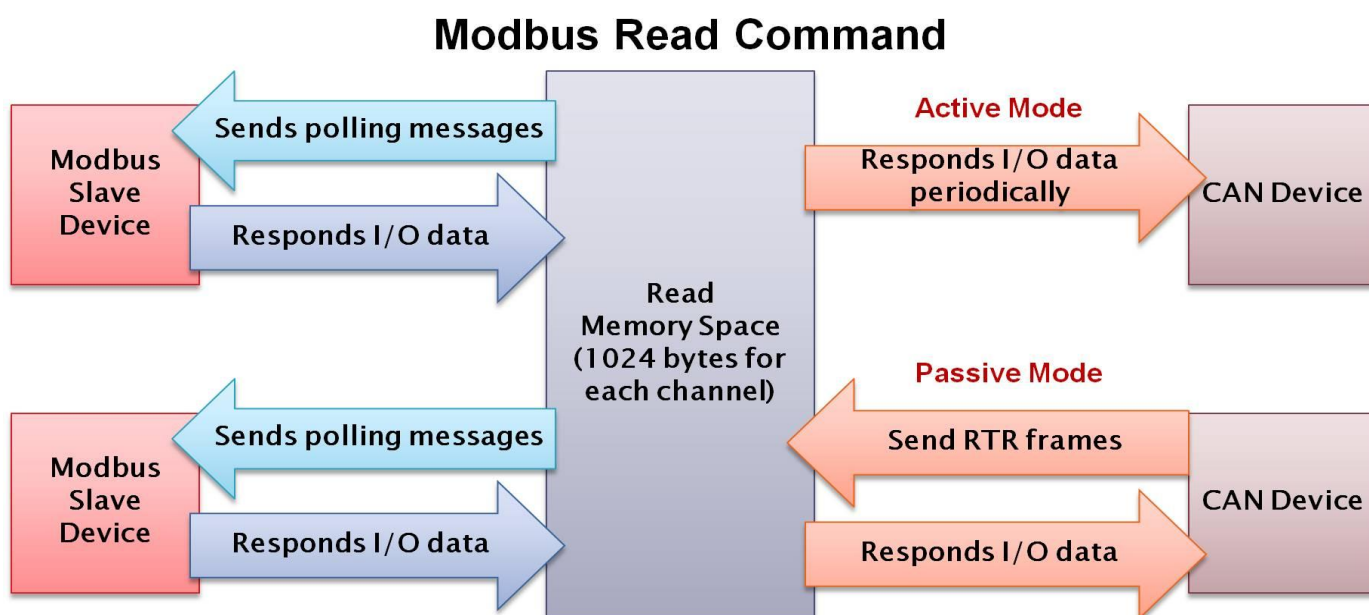 Modbus Read Command
Sends polling messages
Modbus
Slave
Device
Responds I/O data
Read
Memory Space
(1024 bytes for
each channel)
Active Mode
Responds I/O data
periodically
CAN Device
Sends polling messages
Modbus
Slave
Device
Responds I/O data
Passive Mode
Send RTR frames
CAN Device
Responds I/O data